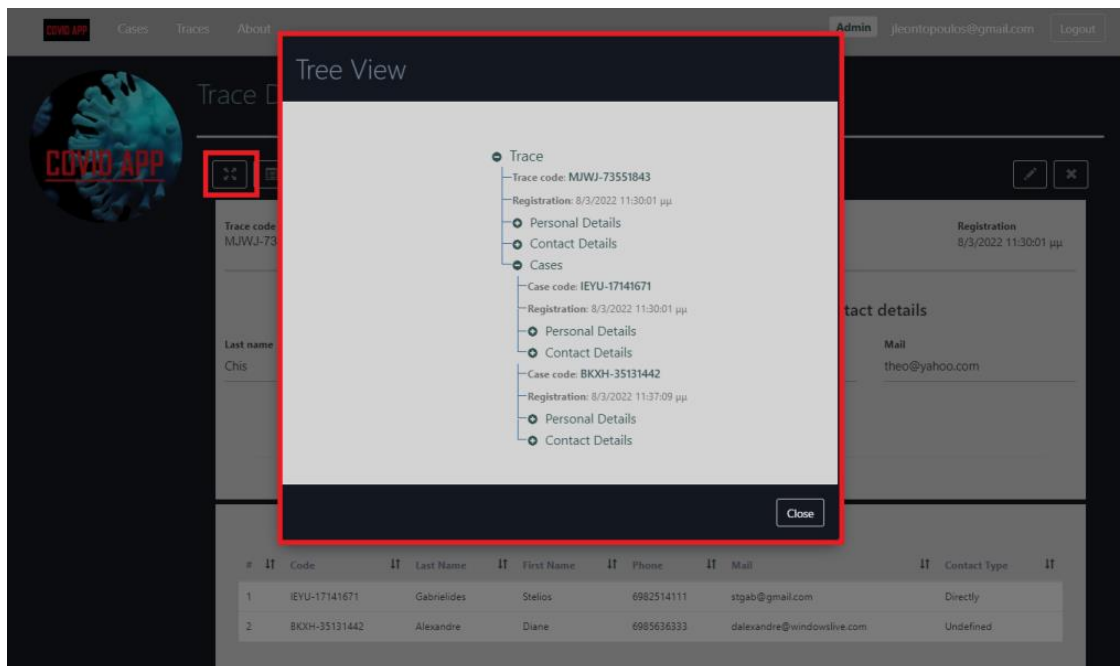 COVID APP Cases Traces About Admin jleontopoulos@gmail.com Logout
Tree View
Trace D
COVID APP
Trace
Trace code: MJWJ-73551843
Registration: 8/3/2022 11:30:01 μμ
Personal Details
Contact Details
Cases
Case code: IEYU-17141671
Registration: 8/3/2022 11:30:01 μμ
Personal Details
Contact Details
Case code: BKXH-35131442
Registration: 8/3/2022 11:37:09 μμ
Personal Details
Contact Details
Close
Trace code Registration
MJWJ-73 8/3/2022 11:30:01 μμ
tact details
Last name Mail
Chis theo@yahoo.com
# Code Last Name First Name Phone Mail Contact Type
1 IEYU-17141671 Gabrielides Stelios 6982514111 stgab@gmail.com Directly
2 BKXH-35131442 Alexandre Diane 6985636333 dalexandre@windowslive.com Undefined